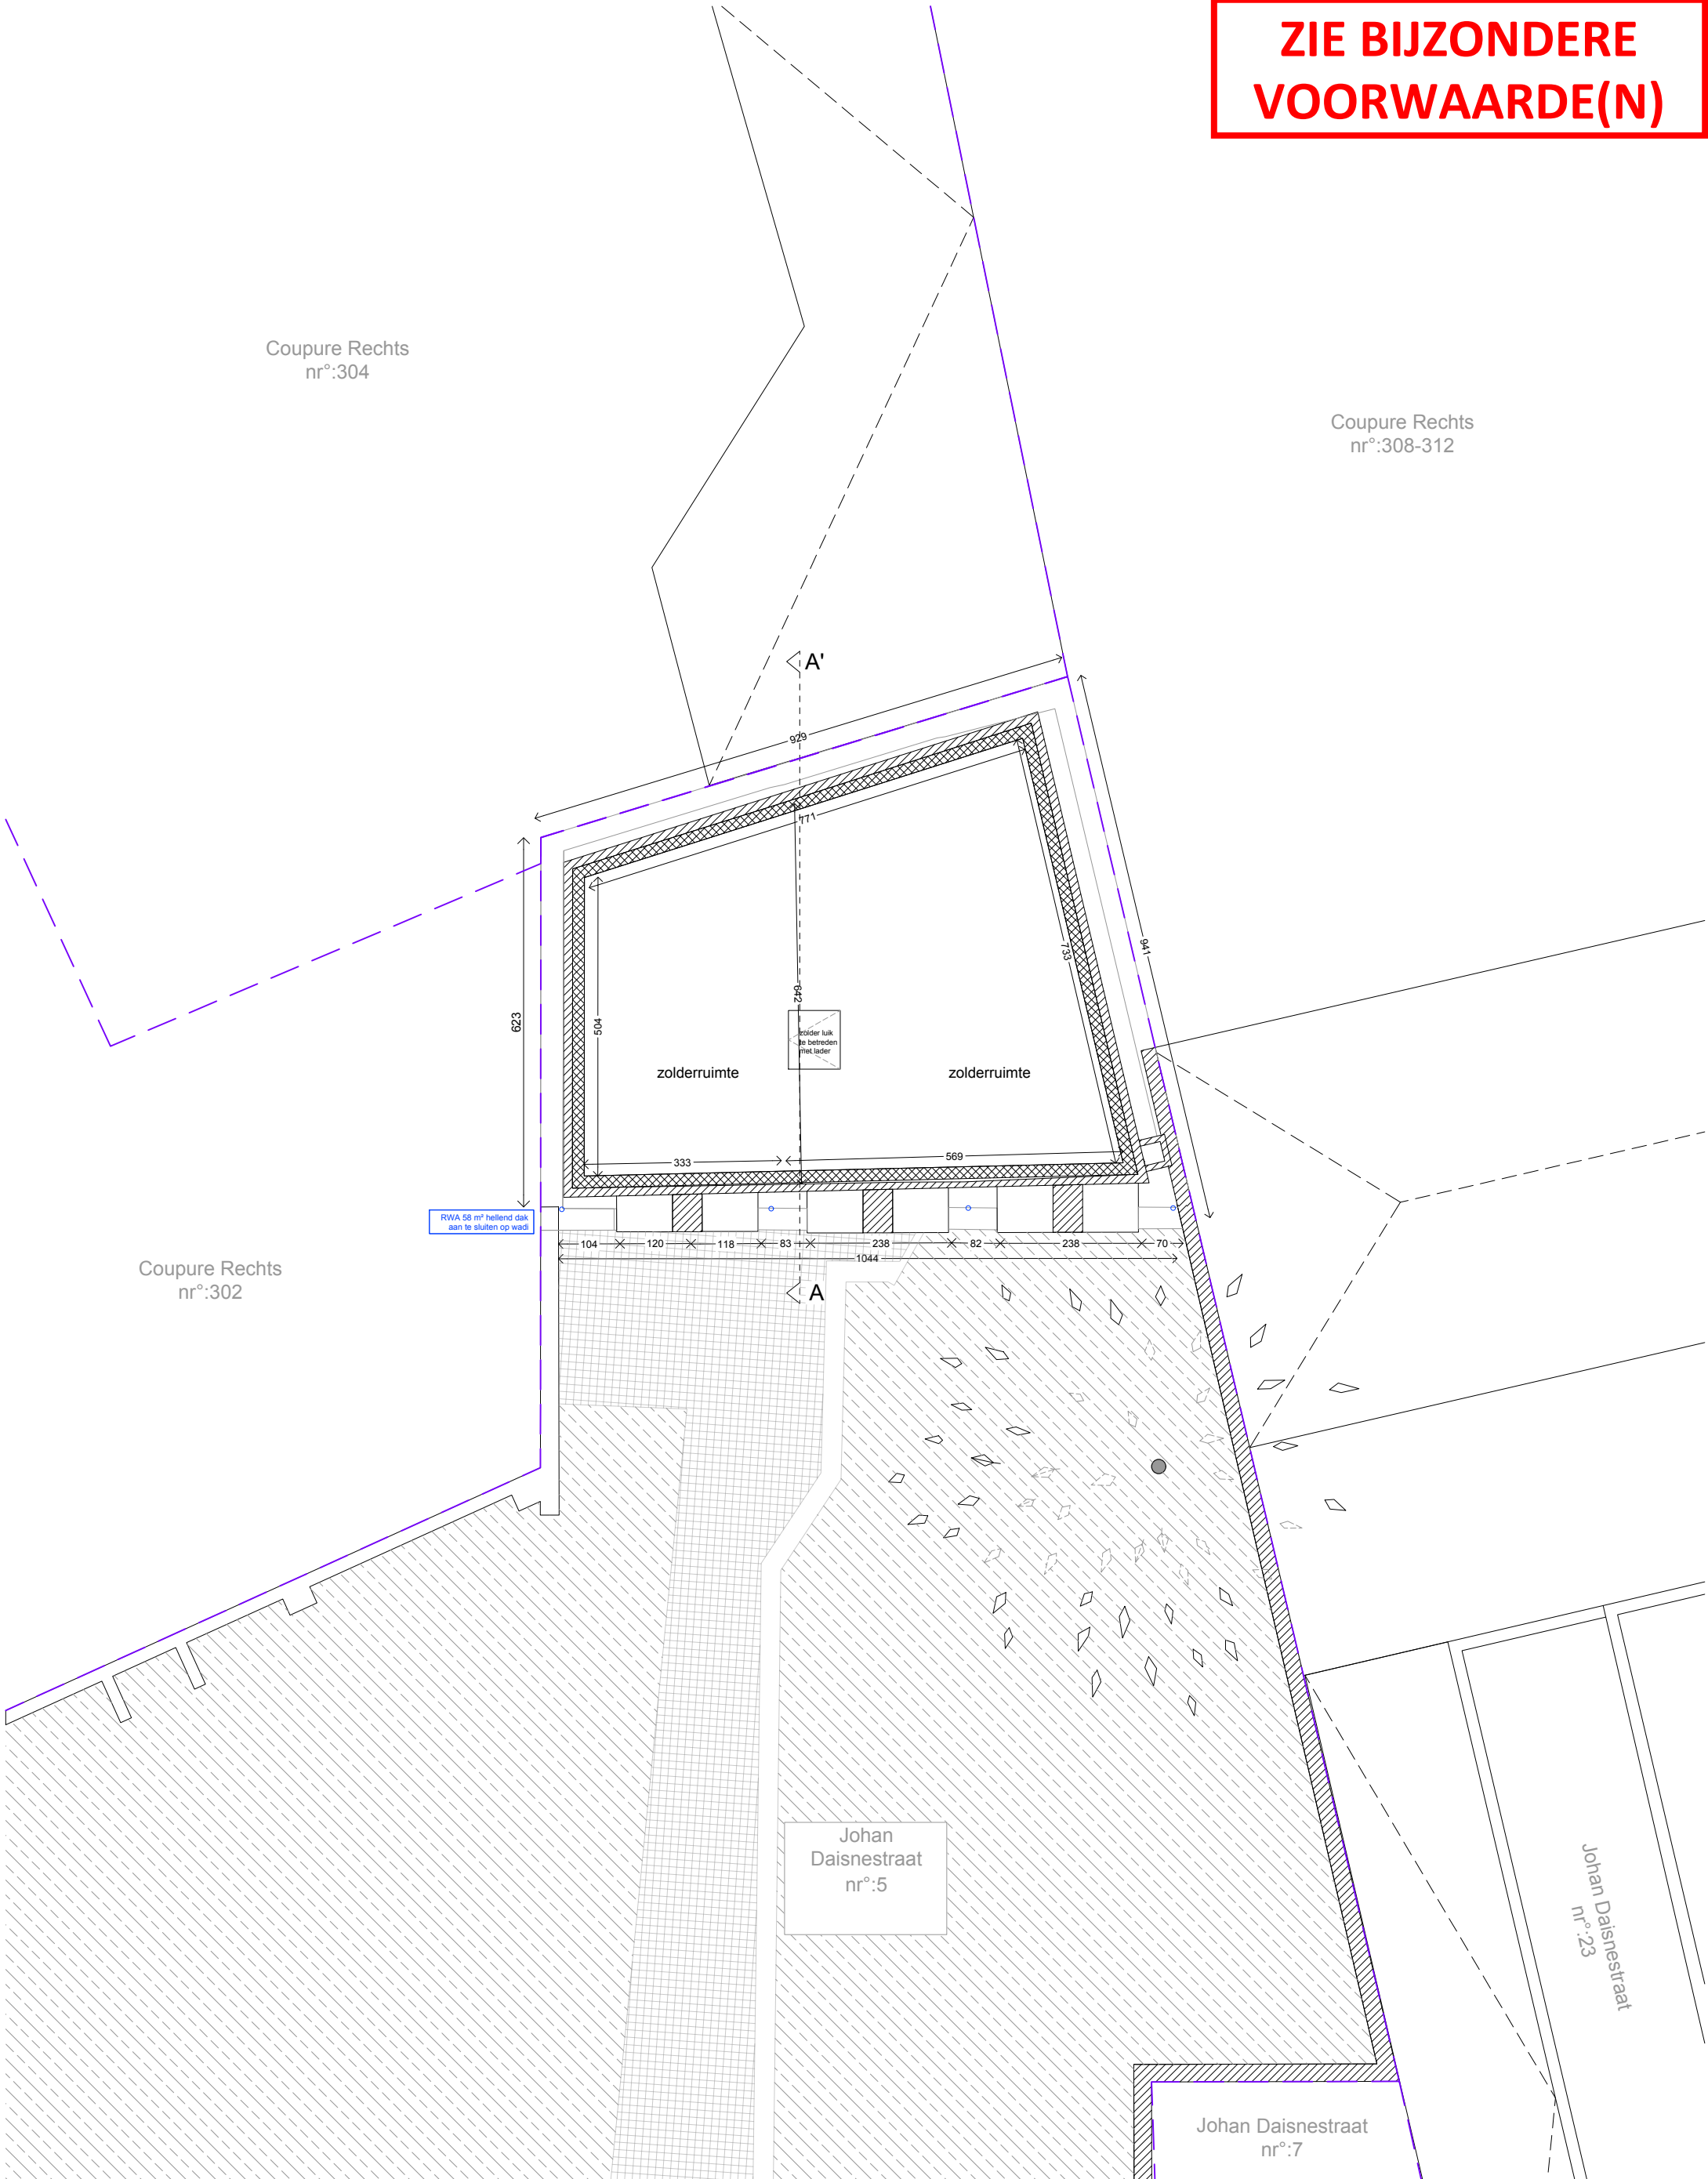 ZIE BIJZONDERE
VOORWAARDE(N)
Coupure Rechts
nr°:304
Coupure Rechts
nr°:308-312
A'
929
771
941
733
623
504
642
zolder luik
te betreden
met lader
zolderruimte
zolderruimte
333
569
RWA 58 m² hellend dak
aan te sluiten op wadi
104
120
118
83
238
82
238
70
1044
Coupure Rechts
nr°:302
A
Johan
Daisnestraat
nr°:5
Johan Daisnestraat
nr°:23
Johan Daisnestraat
nr°:7